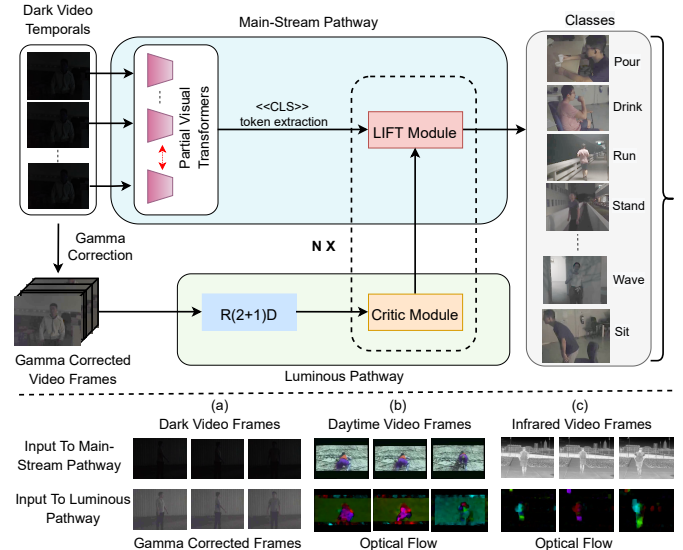 Dark Video
Temporals
Main-Stream Pathway
Classes
Partial Visual
Transformers
<<CLS>>
token extraction
LIFT Module
Pour
Drink
Run
Stand
Wave
Sit
Gamma
Correction
N X
R(2+1)D
Critic Module
Gamma Corrected
Video Frames
Luminous Pathway
(a)
(b)
(c)
Dark Video Frames
Daytime Video Frames
Infrared Video Frames
Input To Main-
Stream Pathway
Input To Luminous
Pathway
Gamma Corrected Frames
Optical Flow
Optical Flow